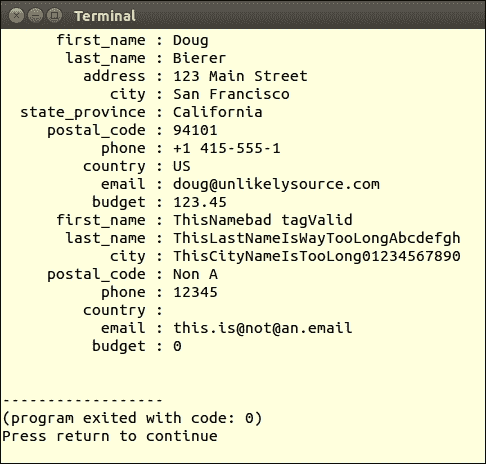 Terminal
first_name : Doug
last_name : Bierer
address : 123 Main Street
city : San Francisco
state_province : California
postal_code : 94101
phone : +1 415-555-1
country : US
email : doug@unlikelysource.com
budget : 123.45
first_name : ThisNamebad tagValid
last_name : ThisLastNameIsWayTooLongAbcdefgh
city : ThisCityNameIsTooLong01234567890
postal_code : Non A
phone : 12345
country :
email : this.is@not@an.email
budget : 0
------------------
(program exited with code: 0)
Press return to continue